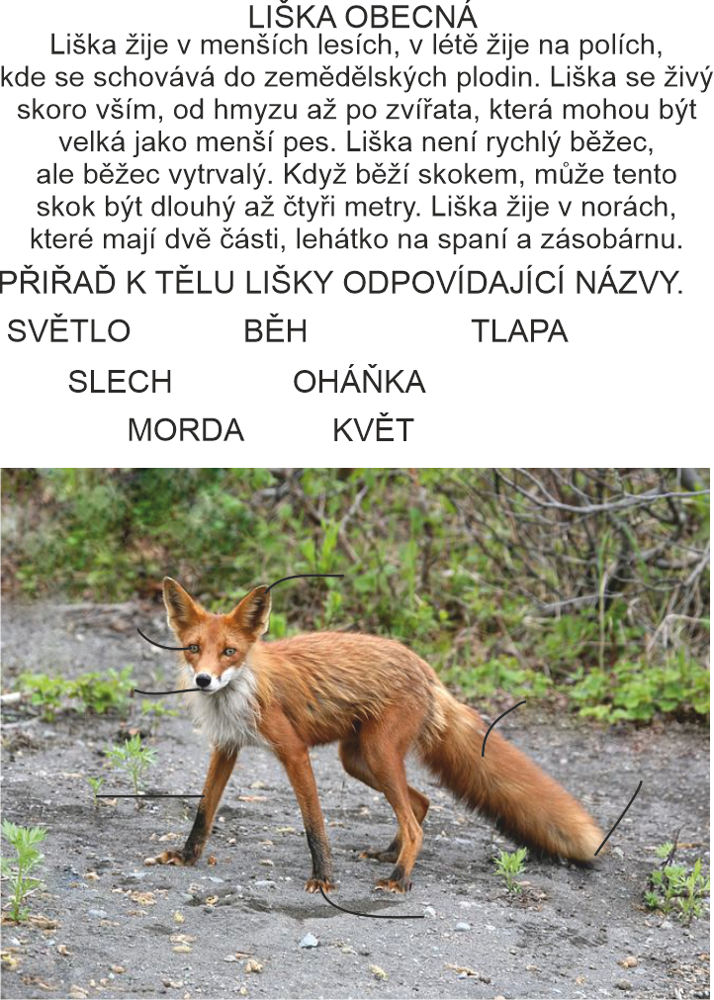 LIŠKA OBECNÁ
Liška žije v menších lesích, v létě žije na polích,
kde se schovává do zemědělských plodin. Liška se živý
skoro vším, od hmyzu až po zvířata, která mohou být
velká jako menší pes. Liška není rychlý běžec,
ale běžec vytrvalý. Když běží skokem, může tento
skok být dlouhý až čtyři metry. Liška žije v norách,
které mají dvě části, lehátko na spaní a zásobárnu.
PŘIŘAĎ K TĚLU LIŠKY ODPOVÍDAJÍCÍ NÁZVY.
SVĚTLO BĚH TLAPA
SLECH OHÁŇKA
MORDA KVĚT